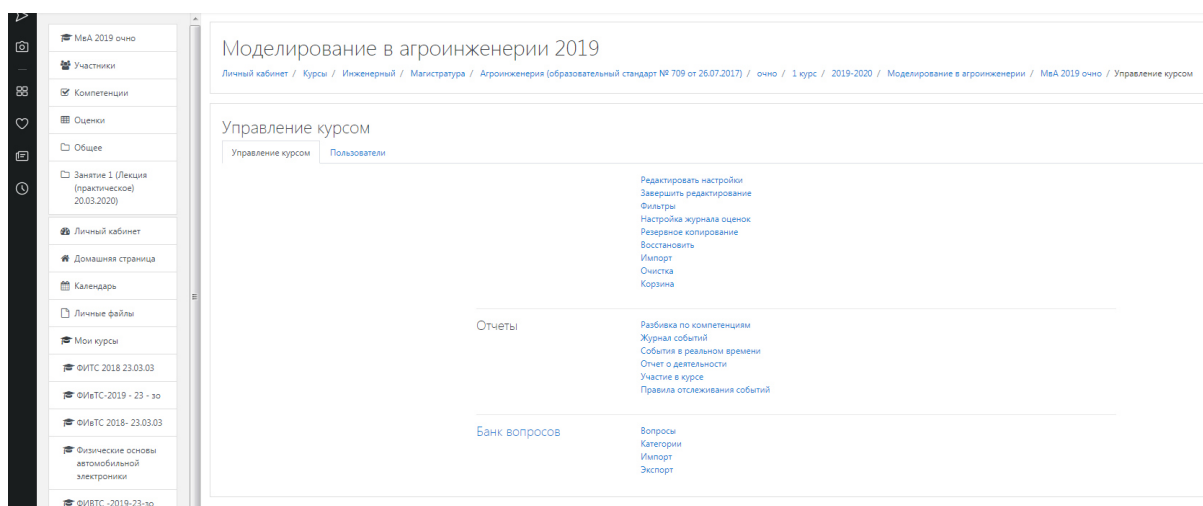 МвА 2019 очно
Участники
Компетенции
Оценки
Общее
Занятие 1 (Лекция
(практическое)
20.03.2020)
Личный кабинет
Домашняя страница
Календарь
Личные файлы
Мои курсы
ФИТС 2018 23.03.03
ФИвТС-2019 - 23 - зо
ФИвТС 2018- 23.03.03
Физические основы
автомобильной
электроники
ФИВТС -2019-23-зо
Моделирование в агроинженерии 2019
Личный кабинет / Курсы / Инженерный / Магистратура / Агроинженерия (образовательный стандарт № 709 от 26.07.2017) / очно / 1 курс / 2019-2020 / Моделирование в агроинженерии / МвА 2019 очно / Управление курсом
Управление курсом
Управление курсом Пользователи
Редактировать настройки
Завершить редактирование
Фильтры
Настройка журнала оценок
Резервное копирование
Восстановить
Импорт
Очистка
Корзина
Отчеты
Разбивка по компетенциям
Журнал событий
События в реальном времени
Отчет о деятельности
Участие в курсе
Правила отслеживания событий
Банк вопросов
Вопросы
Категории
Импорт
Экспорт